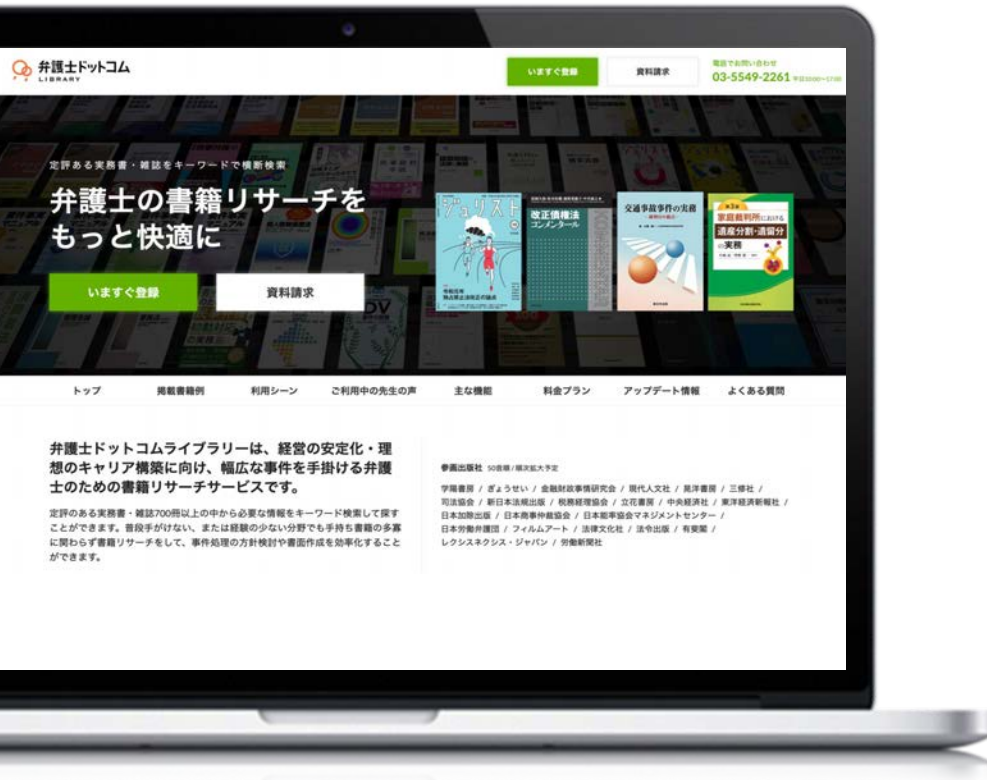 弁護士ドットコム
LIBRARY
いますぐ登録
資料請求
電話でお問い合わせ
03-5549-2261 平日10:00~17:00
定評ある実務書・雑誌をキーワードで横断検索
弁護士の書籍リサーチを
もっと快適に
いますぐ登録
資料請求
ジュリスト
改正債権法
コンメンタール
交通事故事件の実務
第3版
家庭裁判所における
遺産分割・遺留分
の実務
トップ
掲載書籍例
利用シーン
ご利用中の先生の声
主な機能
料金プラン
アップデート情報
よくある質問
弁護士ドットコムライブラリーは、経営の安定化・理
想のキャリア構築に向け、幅広な事件を手掛ける弁護
士のための書籍リサーチサービスです。
定評のある実務書・雑誌700冊以上の中から必要な情報をキーワード検索して探す
ことができます。普段手がけない、または経験の少ない分野でも手持ち書籍の多寡
に関わらず書籍リサーチをして、事件処理の方針検討や書面作成を効率化すること
ができます。
参画出版社 50音順/順次拡大予定
学陽書房 / ぎょうせい / 金融財政事情研究会 / 現代人文社 / 晃洋書房 / 三修社 /
司法協会 / 新日本法規出版 / 税務経理協会 / 立花書房 / 中央経済社 / 東洋経済新報社 /
日本加除出版 / 日本商事仲裁協会 / 日本能率協会マネジメントセンター /
日本労働弁護団 / フィルムアート / 法律文化社 / 法令出版 / 有斐閣 /
レクシスネクシス・ジャパン / 労働新聞社